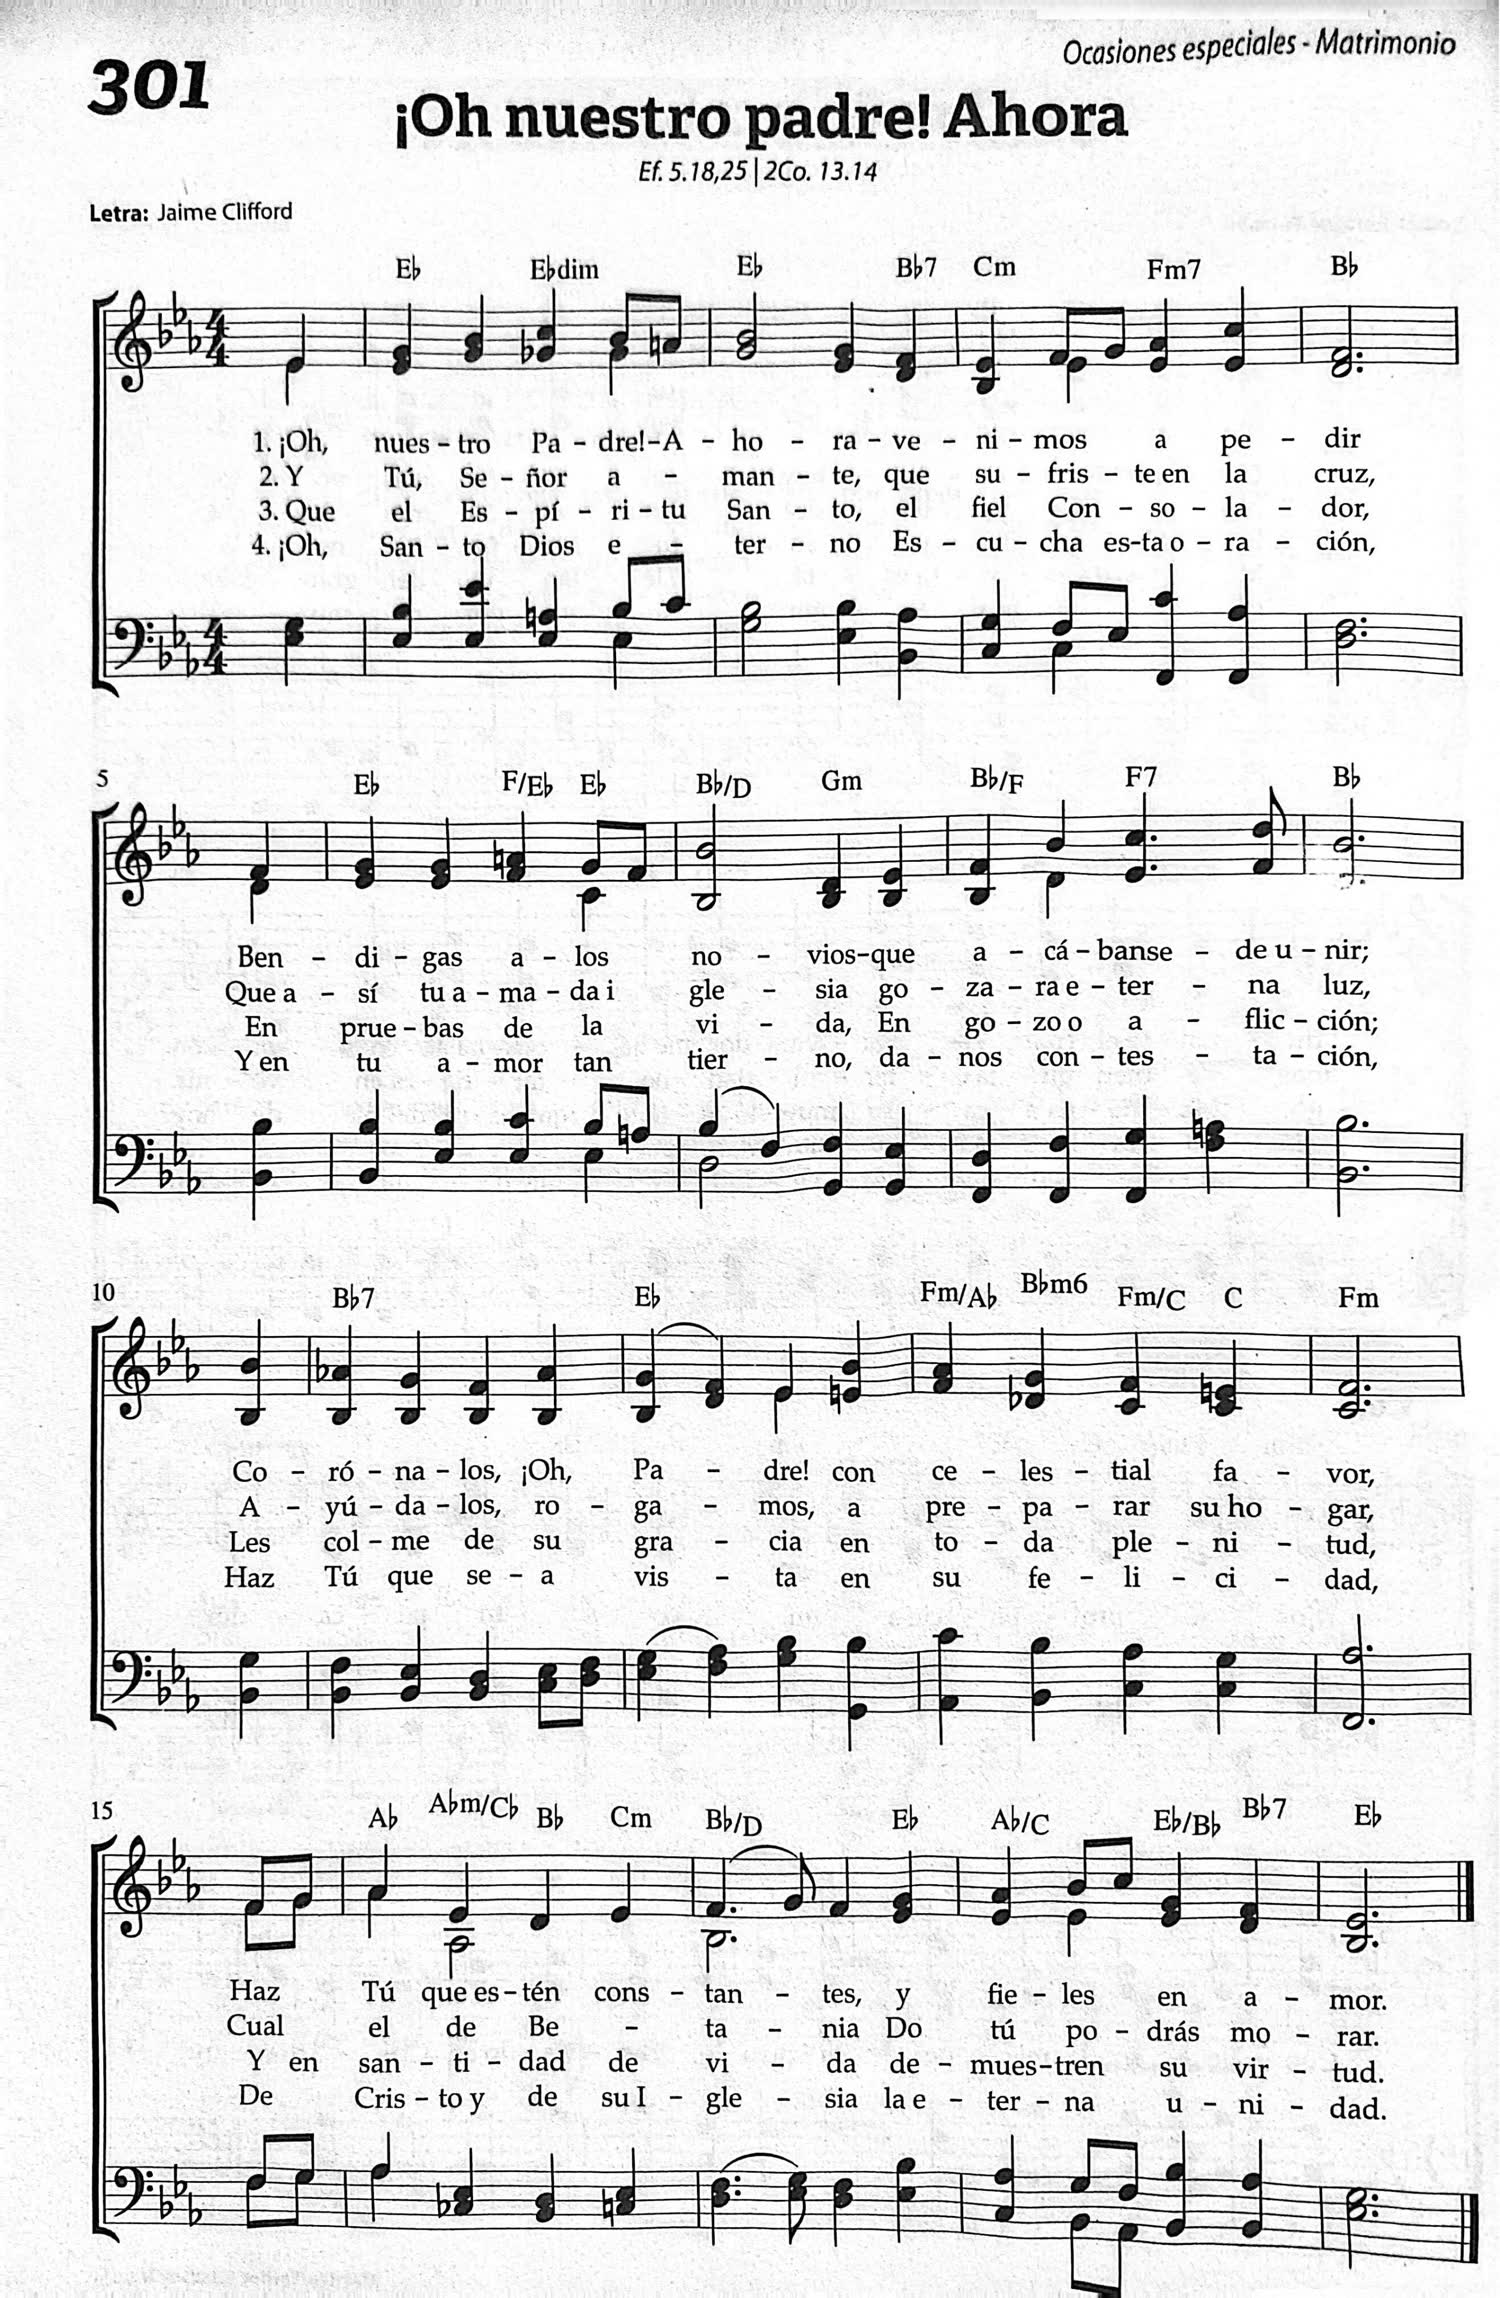 Ocasiones especiales - Matrimonio
301
¡Oh nuestro padre! Ahora
Ef. 5.18,25 | 2Co. 13.14
Letra: Jaime Clifford
E♭ E♭dim E♭ B♭7 Cm Fm7 B♭
4
4
1. ¡Oh, nues - tro Pa - dre!-A - ho - ra - ve - ni - mos a pe - dir
2. Y Tú, Se - ñor a - man - te, que su - fris - te en la cruz,
3. Que el Es - pí - ri - tu San - to, el fiel Con - so - la - dor,
4. ¡Oh, San - to Dios e - ter - no Es - cu - cha es-ta o - ra - ción,
4
4
5 E♭ F/E♭ E♭ B♭/D Gm B♭/F F7 B♭
Ben - di - gas a - los no - vios-que a - cá - banse - de u - nir;
Que a - sí tu a - ma - da i gle - sia go - za - ra e - ter - na luz,
En prue - bas de la vi - da, En go - zo o a - flic - ción;
Y en tu a - mor tan tier - no, da - nos con - tes - ta - ción,
10 B♭7 E♭ Fm/A♭ B♭m6 Fm/C C Fm
Co - ró - na - los, ¡Oh, Pa - dre! con ce - les - tial fa - vor,
A - yú - da - los, ro - ga - mos, a pre - pa - rar su ho - gar,
Les col - me de su gra - cia en to - da ple - ni - tud,
Haz Tú que se - a vis - ta en su fe - li - ci - dad,
15 A♭ A♭m/C♭ B♭ Cm B♭/D E♭ A♭/C E♭/B♭ B♭7 E♭
Haz Tú que es - tén cons - tan - tes, y fie - les en a - mor.
Cual el de Be - ta - nia Do tú po - drás mo - rar.
Y en san - ti - dad de vi - da de - mues-tren su vir - tud.
De Cris - to y de su I - gle - sia la e - ter - na u - ni - dad.